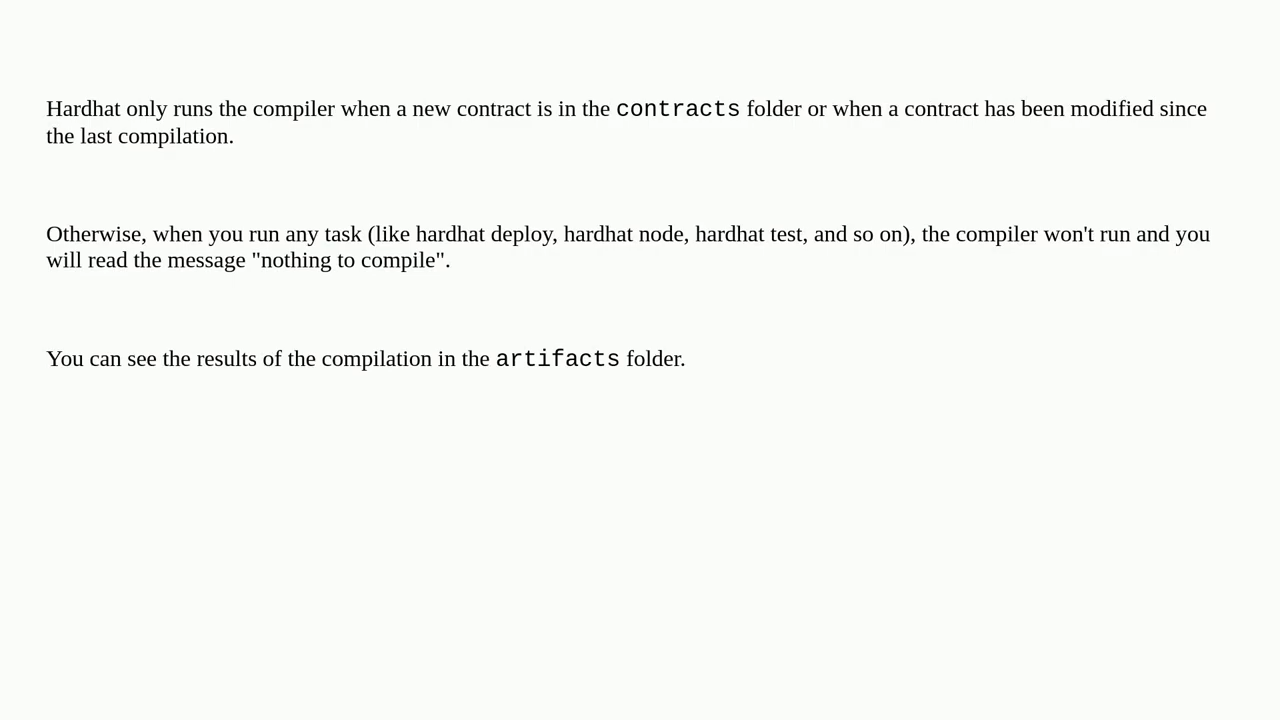 Hardhat only runs the compiler when a new contract is in the contracts folder or when a contract has been modified since
the last compilation.
Otherwise, when you run any task (like hardhat deploy, hardhat node, hardhat test, and so on), the compiler won't run and you
will read the message "nothing to compile".
You can see the results of the compilation in the artifacts folder.